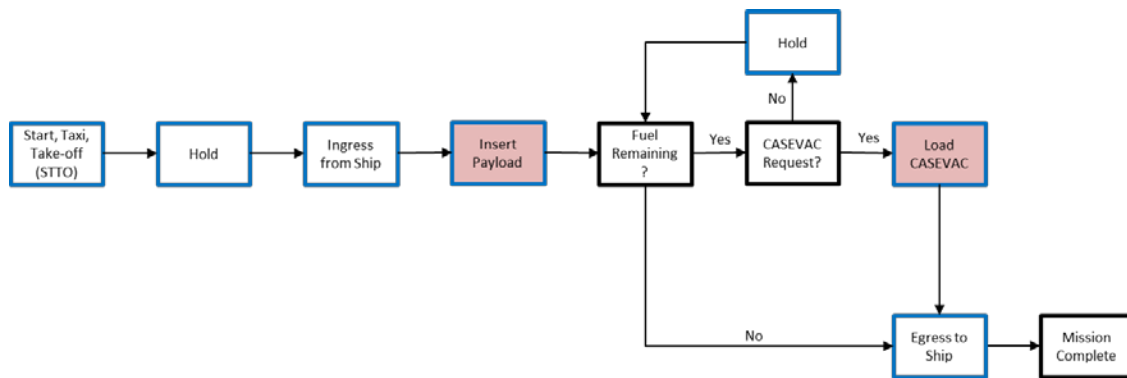 Hold
No
Start, Taxi,
Take-off
(STTO)
Hold
Ingress
from Ship
Insert
Payload
Fuel
Remaining
?
Yes
CASEVAC
Request?
Yes
Load
CASEVAC
No
Egress to
Ship
Mission
Complete